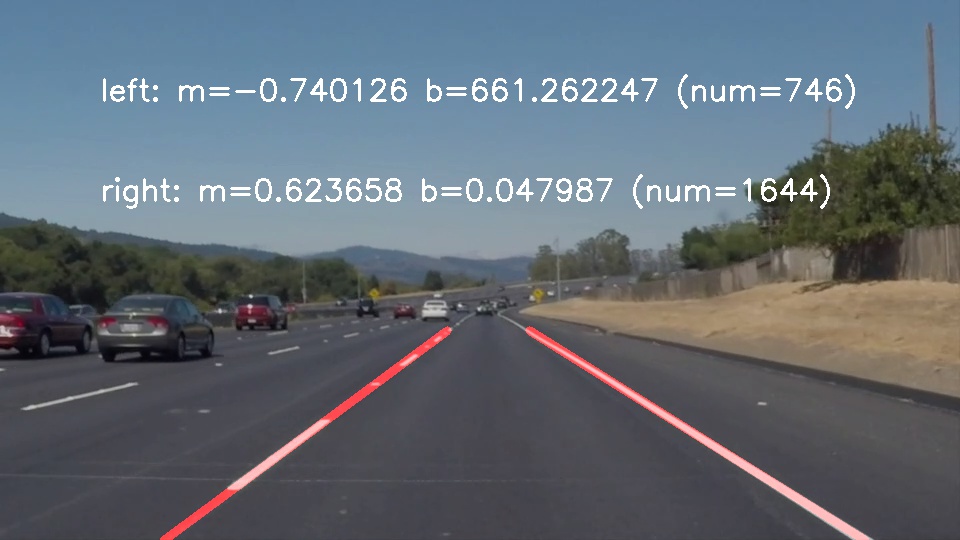 left: m=-0.740126 b=661.262247 (num=746)
right: m=0.623658 b=0.047987 (num=1644)